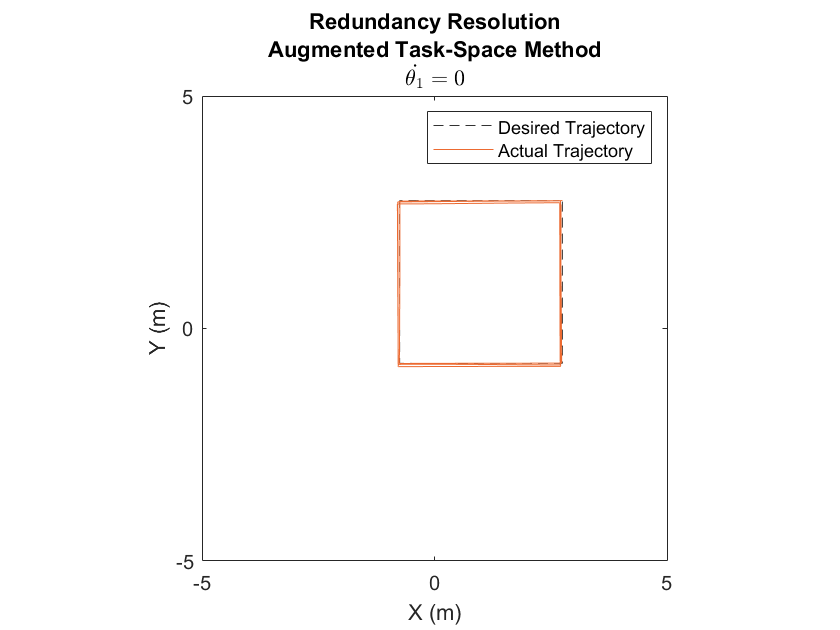 Redundancy Resolution
Augmented Task-Space Method
θ̇₁ = 0
5
Desired Trajectory
Actual Trajectory
Y (m)
0
-5
-5 0 5
X (m)